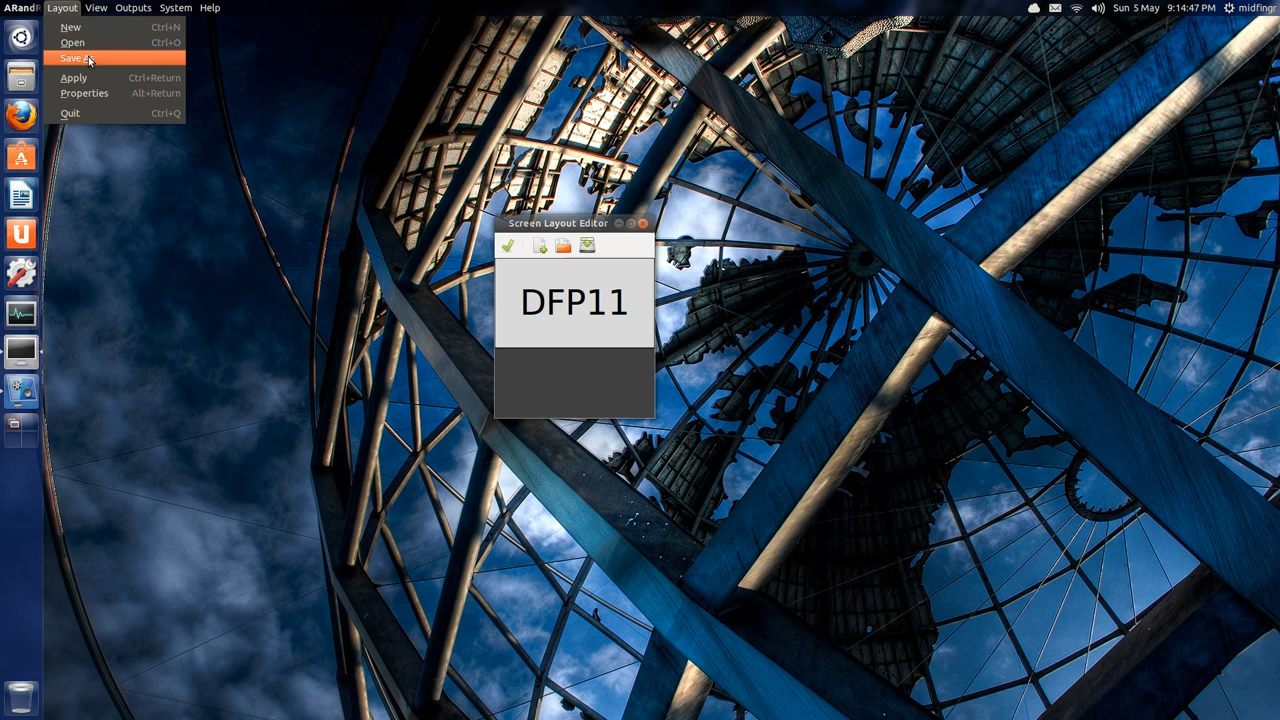 ARandR Layout View Outputs System Help Sun 5 May 9:14:47 PM midfingr
New Ctrl+N
Open Ctrl+O
Save
Apply Ctrl+Return
Properties Alt+Return
Quit Ctrl+Q
Screen Layout Editor
DFP11